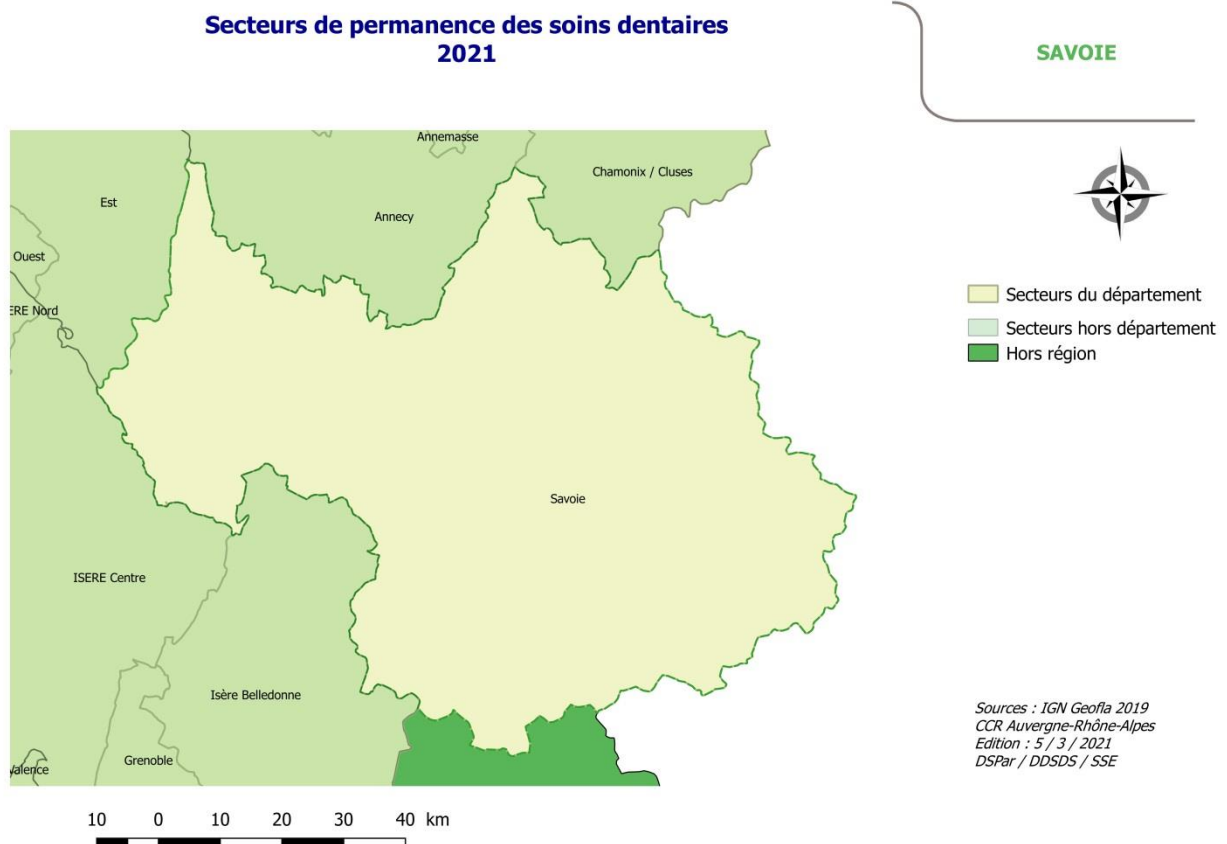 Secteurs de permanence des soins dentaires
2021
SAVOIE
Annemasse
Chamonix / Cluses
Est
Annecy
Ouest
ERE Nord
Secteurs du département
Secteurs hors département
Hors région
Savoie
ISERE Centre
Isère Belledonne
Grenoble
Valence
Sources : IGN Geofla 2019
CCR Auvergne-Rhône-Alpes
Edition : 5 / 3 / 2021
DSPar / DDSDS / SSE
10 0 10 20 30 40 km